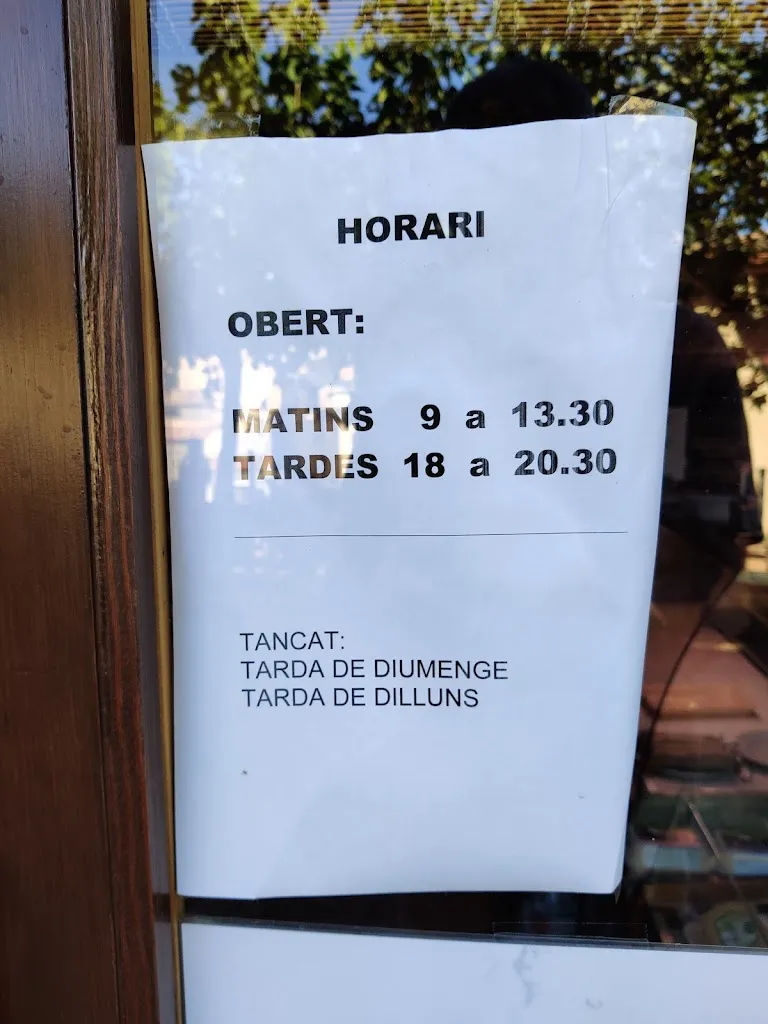 HORARI
OBERT:
MATINS 9 a 13.30
TARDES 18 a 20.30
TANCAT:
TARDA DE DIUMENGE
TARDA DE DILLUNS